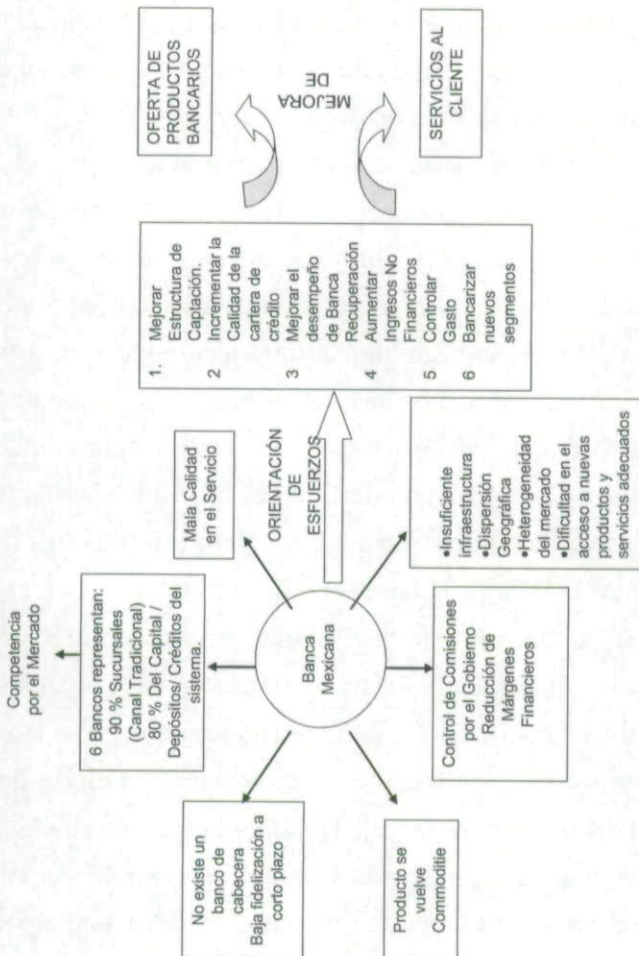 Competencia
por el Mercado
6 Bancos representan:
90 % Sucursales
(Canal Tradicional)
80 % Del Capital /
Depósitos/ Créditos del
sistema.
No existe un
banco de
cabecera
Baja fidelización a
corto plazo
Mala Calidad
en el Servicio
Banca
Mexicana
Producto se
vuelve
Commoditie
Control de Comisiones
por el Gobierno
Reducción de
Márgenes
Financieros
•Insuficiente
infraestructura
•Dispersión
Geográfica
•Heterogeneidad
del mercado
•Dificultad en el
acceso a nuevas
productos y
servicios adecuados
ORIENTACIÓN
DE
ESFUERZOS
1. Mejorar
Estructura de
Captación.
2 Incrementar la
Calidad de la
cartera de
crédito
3 Mejorar el
desempeño
de Banca
Recuperación
4 Aumentar
Ingresos No
Financieros
5 Controlar
Gasto
6 Bancarizar
nuevos
segmentos
OFERTA DE
PRODUCTOS
BANCARIOS
MEJORA
DE
SERVICIOS AL
CLIENTE